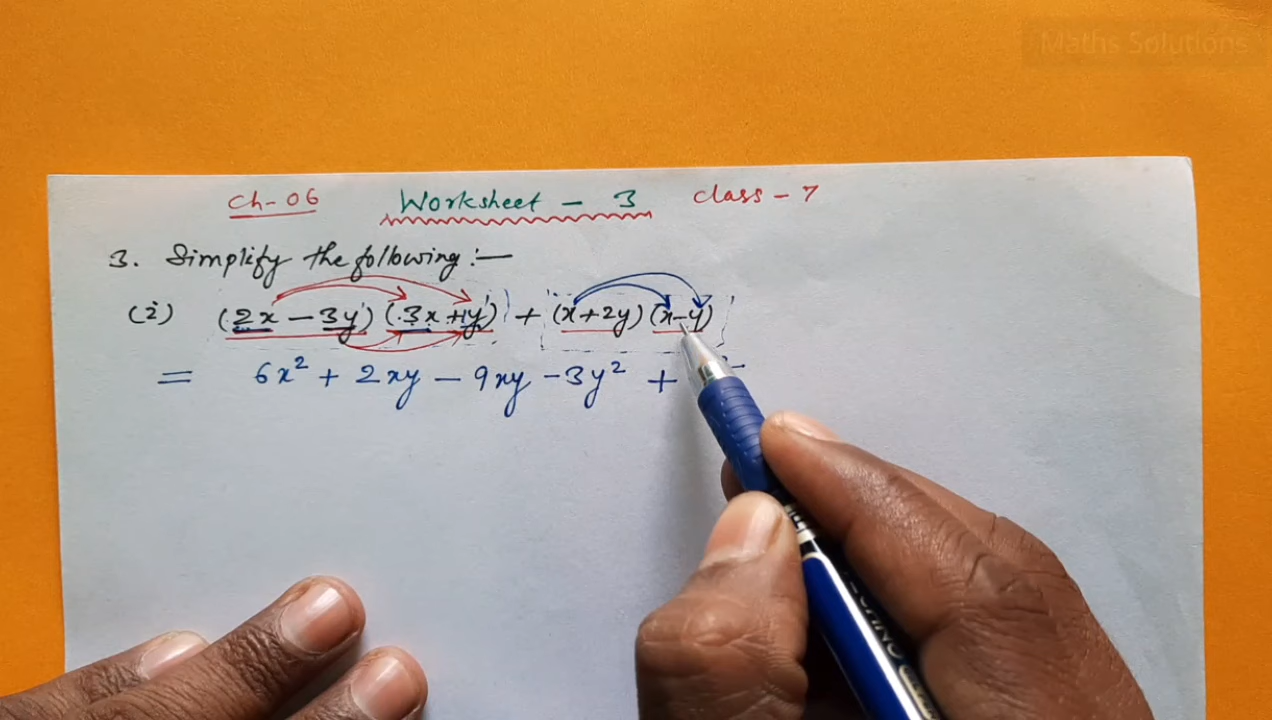 Maths Solutions
Ch-06 Worksheet - 3 class - 7
3. Simplify the following :—
(i) (2x - 3y) (3x + 1y) + (x + 2y) (x - y)
= 6x² + 2xy - 9xy - 3y² +